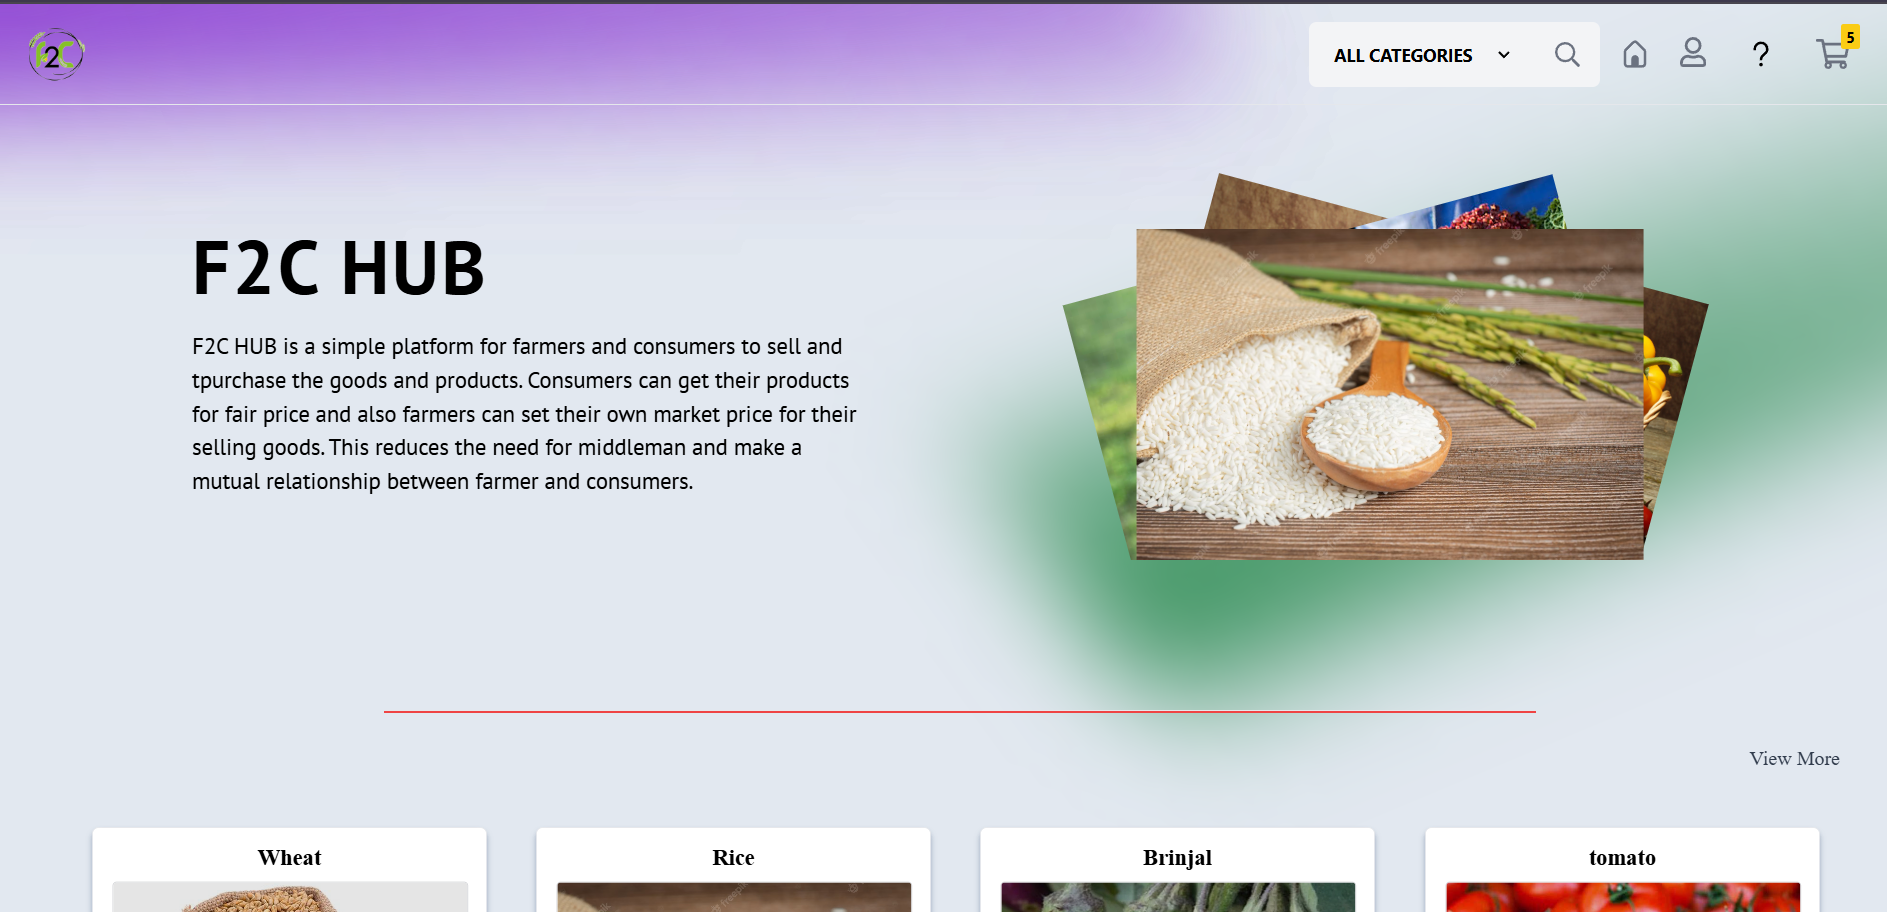 F2C
ALL CATEGORIES
?
5
F2C HUB
F2C HUB is a simple platform for farmers and consumers to sell and
tpurchase the goods and products. Consumers can get their products
for fair price and also farmers can set their own market price for their
selling goods. This reduces the need for middleman and make a
mutual relationship between farmer and consumers.
View More
Wheat
Rice
Brinjal
tomato